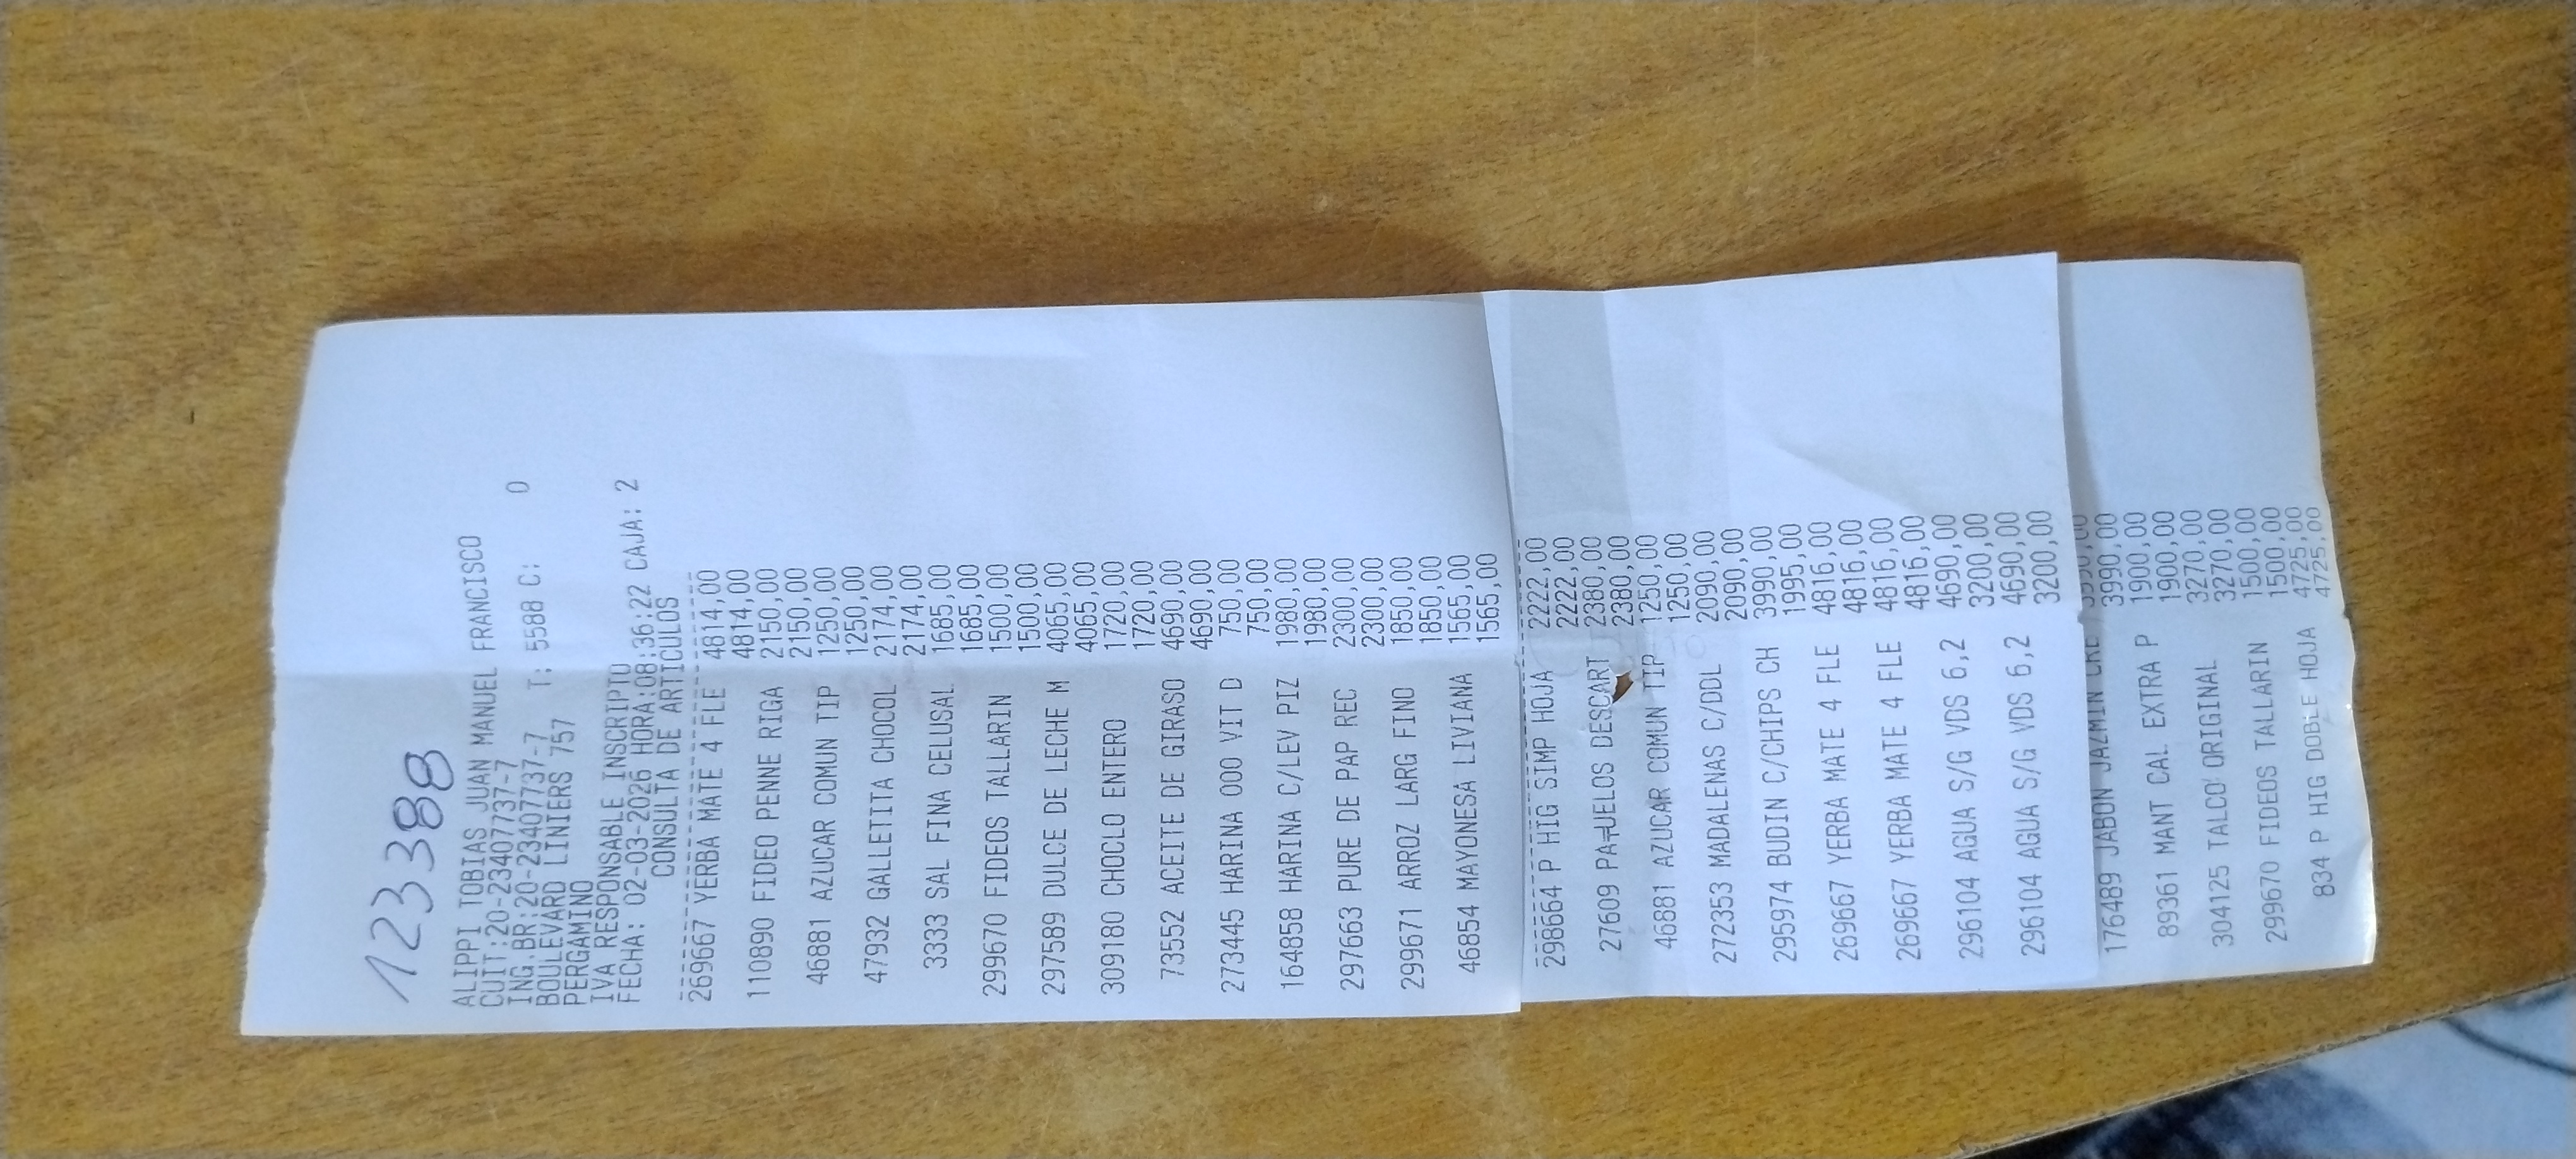 12338
ALIPPI TOBIAS JUAN MANUEL FRANCISCO
CUIT:20-23407737-7
ING.BR:20-23407737-7 0
BOULEVARD LINIERS 757 T: 5588 C:
PERGAMINO
IVA RESPONSABLE INSCRIPTO
FECHA: 02-03-2026 HORA:08:36:22 CAJA: 2
CONSULTA DE ARTICULOS
269667 YERBA MATE 4 FLE 4814,00
4814,00
110890 FIDEO PENNE RIGA 2150,00
2150,00
46881 AZUCAR COMUN TIP 1250,00
1250,00
47932 GALLETITA CHOCOL 2174,00
2174,00
3333 SAL FINA CELUSAL 1685,00
1685,00
299670 FIDEOS TALLARIN 1500,00
1500,00
297589 DULCE DE LECHE M 4065,00
4065,00
309180 CHOCLO ENTERO 1720,00
1720,00
73552 ACEITE DE GIRASO 4690,00
4690,00
273445 HARINA 000 VIT D 750,00
750,00
164858 HARINA C/LEV PIZ 1980,00
1980,00
297663 PURE DE PAP REC 2300,00
2300,00
299671 ARROZ LARG FINO 1850,00
1850,00
46854 MAYONESA LIVIANA 1565,00
1565,00
298664 P HIG SIMP HOJA 2222,00
2222,00
27609 PA¬UELOS DESCART 2380,00
2380,00
46881 AZUCAR COMUN TIP 1250,00
1250,00
272353 MADALENAS C/DDL 2090,00
2090,00
295974 BUDIN C/CHIPS CH 3990,00
1995,00
269667 YERBA MATE 4 FLE 4816,00
4816,00
269667 YERBA MATE 4 FLE 4816,00
4816,00
296104 AGUA S/G VDS 6,2 4690,00
3200,00
296104 AGUA S/G VDS 6,2 4690,00
3200,00
176489 JABON JAZMIN CRE 3990,00
3990,00
89361 MANT CAL EXTRA P 1900,00
1900,00
304125 TALCO ORIGINAL 3270,00
3270,00
299670 FIDEOS TALLARIN 1500,00
1500,00
834 P HIG DOBLE HOJA 4725,00
4725,00